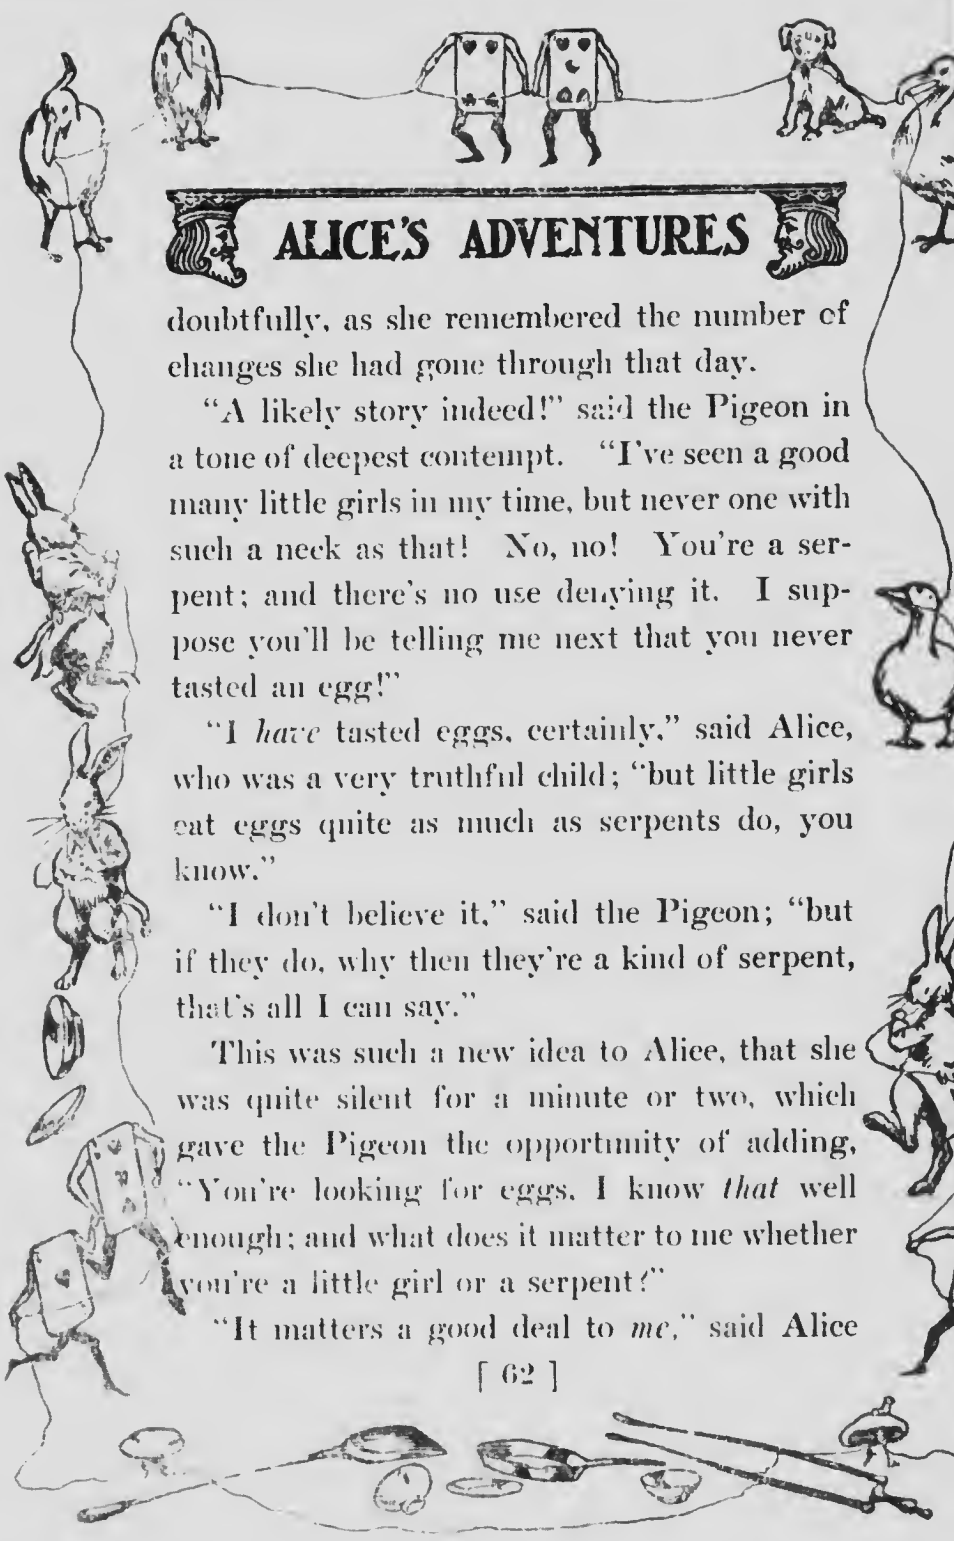 ALICE'S ADVENTURES
doubtfully, as she remembered the number of
changes she had gone through that day.
"A likely story indeed!" said the Pigeon in
a tone of deepest contempt. "I've seen a good
many little girls in my time, but never one with
such a neck as that! No, no! You're a ser-
pent; and there's no use denying it. I sup-
pose you'll be telling me next that you never
tasted an egg!"
"I have tasted eggs, certainly," said Alice,
who was a very truthful child; "but little girls
eat eggs quite as much as serpents do, you
know."
"I don't believe it," said the Pigeon; "but
if they do, why then they're a kind of serpent,
that's all I can say."
This was such a new idea to Alice, that she
was quite silent for a minute or two, which
gave the Pigeon the opportunity of adding,
"You're looking for eggs, I know that well
enough; and what does it matter to me whether
you're a little girl or a serpent?"
"It matters a good deal to me," said Alice
[ 62 ]